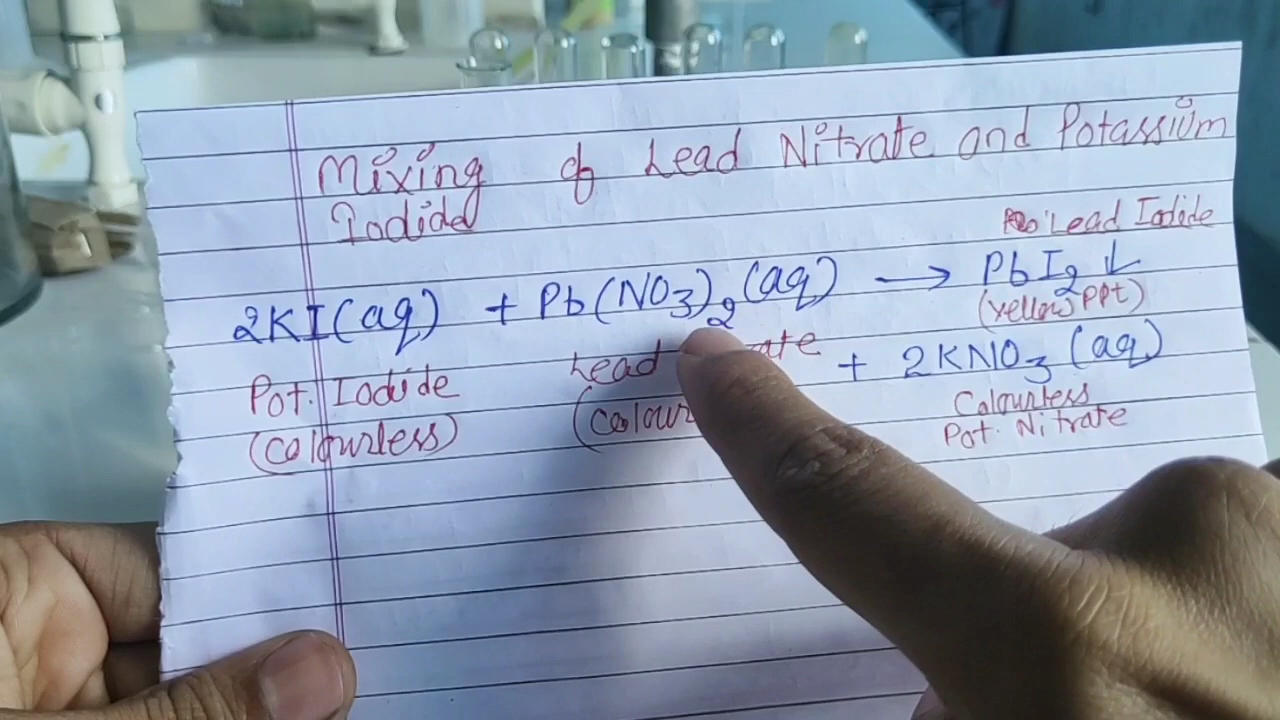 Mixing of Lead Nitrate and Potassium
Iodide
Lead Iodide
2KI(aq) + Pb(NO3)2(aq) → PbI2↓
(Yellow PPt)
Lead
+ 2KNO3 (aq)
Pot. Iodide
Colourless
(Colourless)
Pot. Nitrate